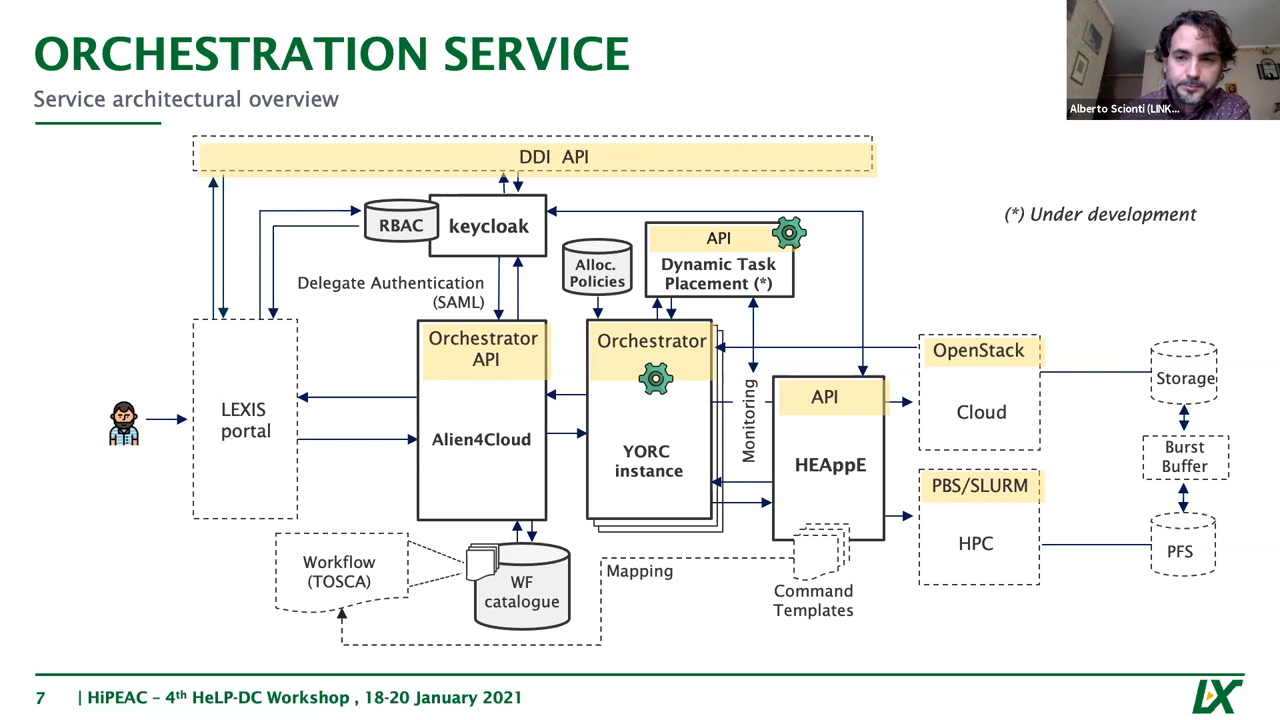 ORCHESTRATION SERVICE
Service architectural overview
Alberto Scionti (LINK...
DDI API
RBAC
keycloak
(*) Under development
API
Dynamic Task
Placement (*)
Alloc.
Policies
Delegate Authentication
(SAML)
Orchestrator
API
Orchestrator
OpenStack
Cloud
Storage
API
LEXIS
portal
Alien4Cloud
YORC
instance
Monitoring
HEAppE
Burst
Buffer
PBS/SLURM
HPC
PFS
Workflow
(TOSCA)
WF
catalogue
Mapping
Command
Templates
7 | HiPEAC – 4th HeLP-DC Workshop , 18-20 January 2021
LX